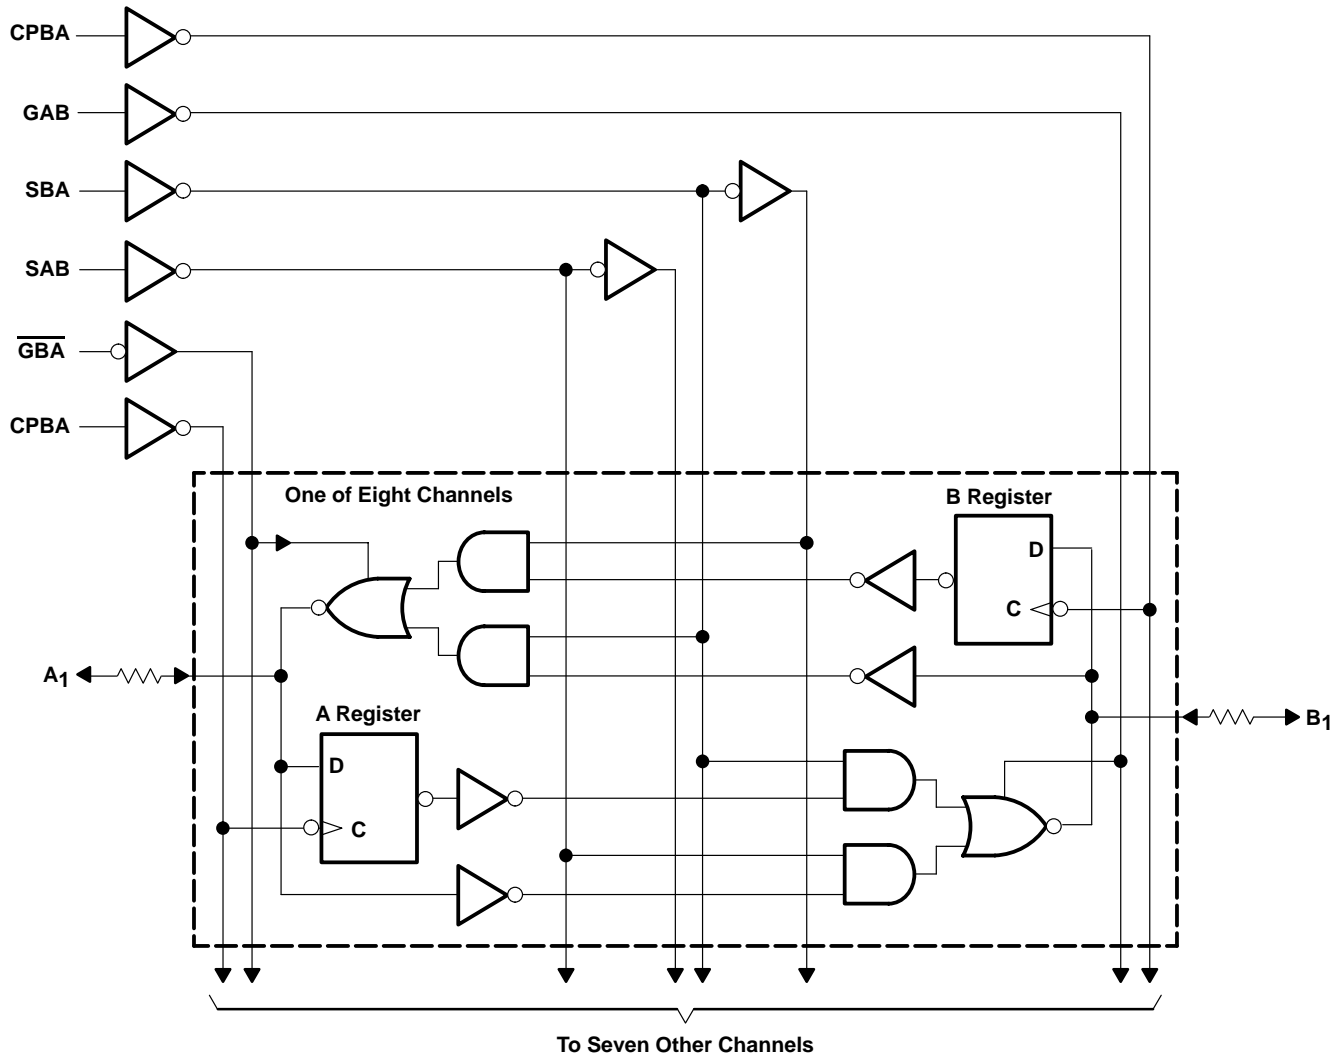 CPBA
GAB
SBA
SAB
GBA
CPBA
One of Eight Channels
B Register
D
C
A1
A Register
D
C
B1
To Seven Other Channels